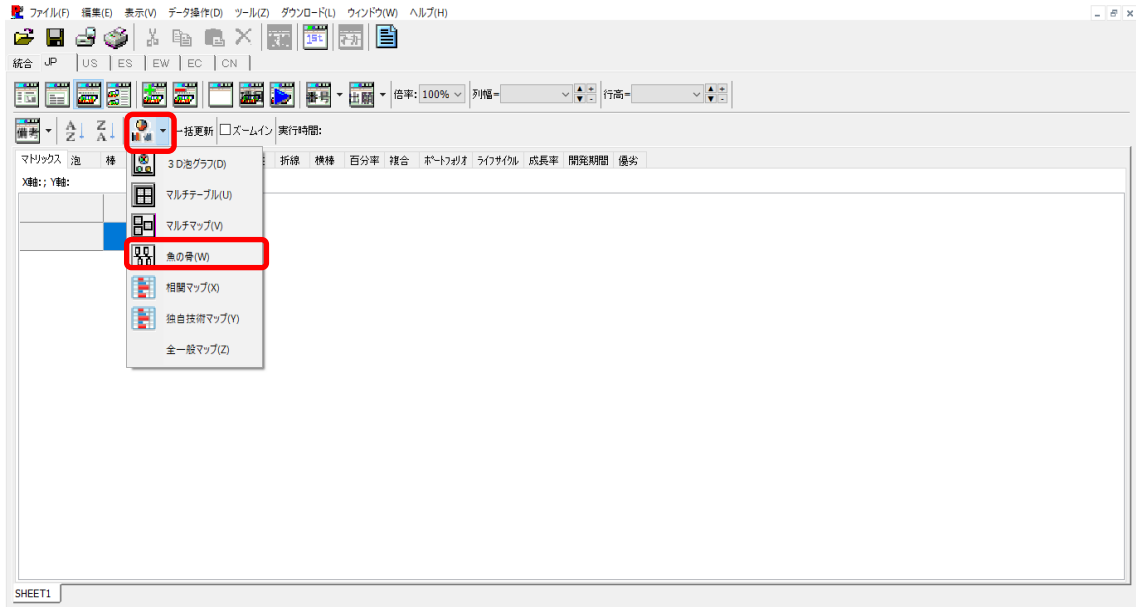 ファイル(F) 編集(E) 表示(V) データ操作(D) ツール(Z) ダウンロード(L) ウィンドウ(W) ヘルプ(H)
1st
統合 JP US ES EW EC CN
番号 出願 倍率: 100% 列幅= 行高=
備考 A Z Z A 一括更新 ズームイン 実行時間:
マトリックス 泡 棒 折線 横棒 百分率 複合 ポートフォリオ ライフサイクル 成長率 開発期間 優劣
X軸:; Y軸:
3D泡グラフ(D)
マルチテーブル(U)
マルチマップ(V)
魚の骨(W)
相関マップ(X)
独自技術マップ(Y)
全一般マップ(Z)
SHEET1